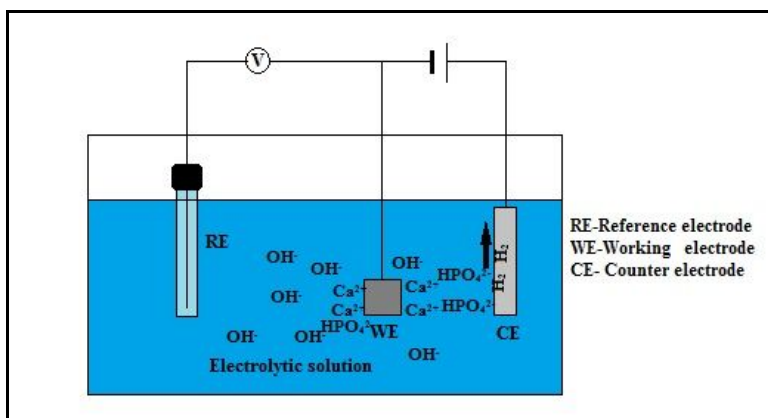 V
RE
OH-
OH-
OH-
OH-
OH-
OH-
OH-
Ca²⁺
Ca²⁺
Ca²⁺
Ca²⁺
HPO₄²⁻
HPO₄²⁻
HPO₄²
WE
H₂
H₂
CE
Electrolytic solution
RE-Reference electrode
WE-Working electrode
CE- Counter electrode